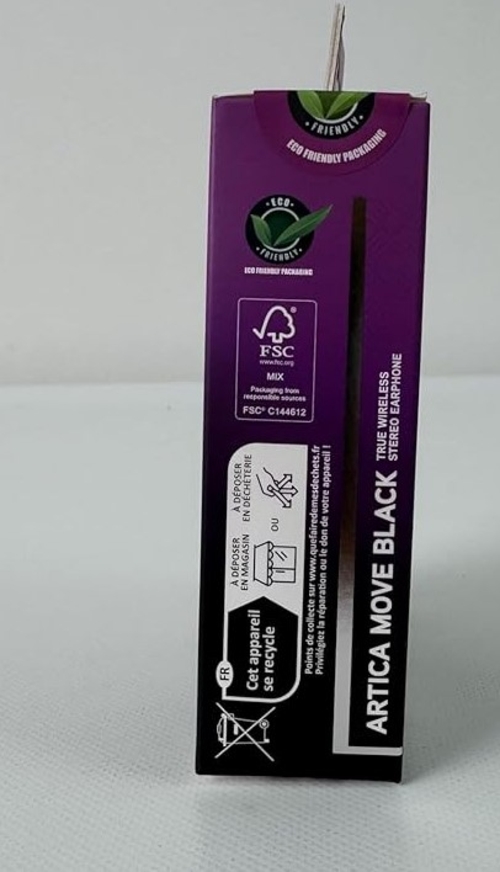 FRIENDLY
ECO FRIENDLY PACKAGING
ECO
FRIENDLY
ECO FRIENDLY PACKAGING
FSC
www.fsc.org
MIX
Packaging from
responsible sources
FSC® C144612
À DÉPOSER
EN MAGASIN
OU
À DÉPOSER
EN DÉCHÈTERIE
FR
Cet appareil
se recycle
Points de collecte sur www.quefairedemesdechets.fr
Privilégiez la réparation ou le don de votre appareil !
ARTICA MOVE BLACK
TRUE WIRELESS
STEREO EARPHONE